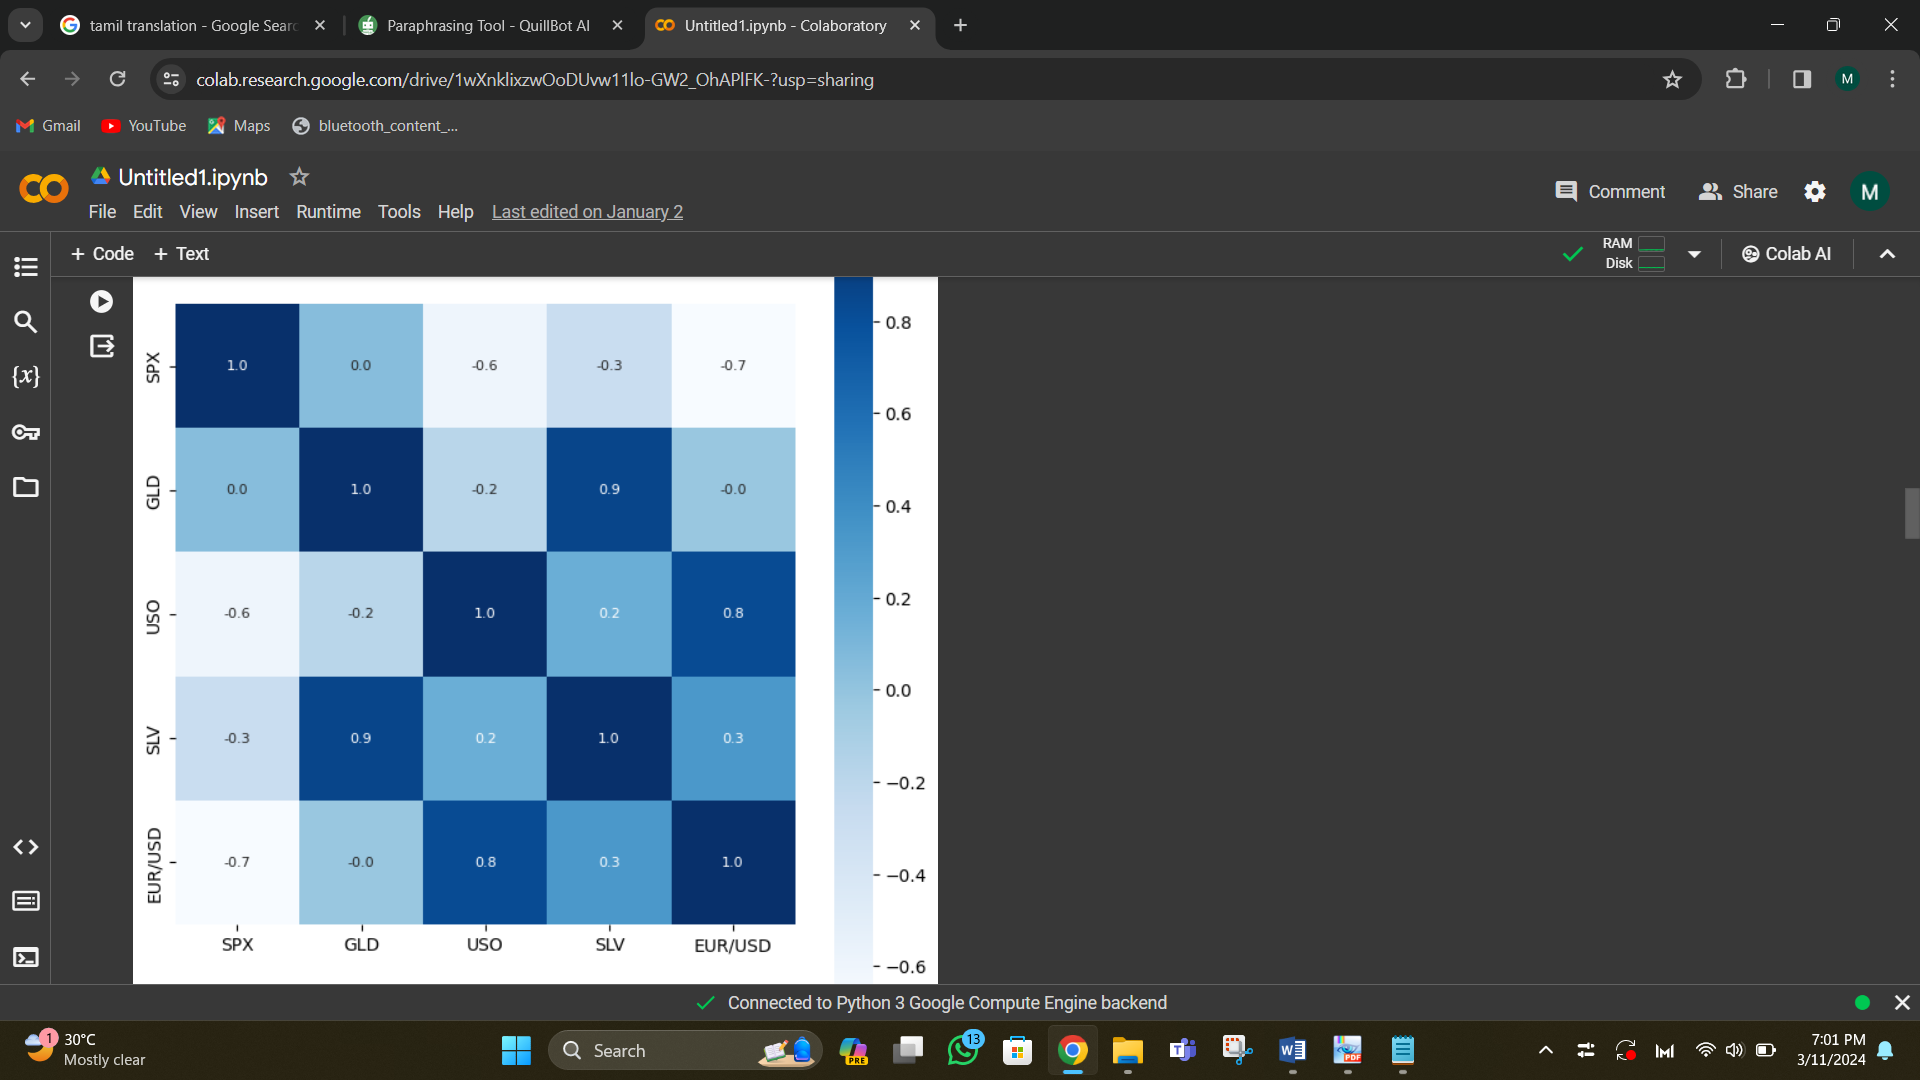 tamil translation - Google Sear
Paraphrasing Tool - QuillBot AI
Untitled1.ipynb - Colaboratory
colab.research.google.com/drive/1wXnklixzwOoDUvw11lo-GW2_OhAPlFK-?usp=sharing
M
Gmail
YouTube
Maps
bluetooth_content_...
Untitled1.ipynb
Comment
Share
M
File Edit View Insert Runtime Tools Help Last edited on January 2
+ Code + Text
RAM
Disk
Colab AI
{x}
SPX 1.0 0.0 -0.6 -0.3 -0.7
GLD 0.0 1.0 -0.2 0.9 -0.0
USO -0.6 -0.2 1.0 0.2 0.8
SLV -0.3 0.9 0.2 1.0 0.3
EUR/USD -0.7 -0.0 0.8 0.3 1.0
SPX GLD USO SLV EUR/USD
0.8
0.6
0.4
0.2
0.0
−0.2
−0.4
−0.6
Connected to Python 3 Google Compute Engine backend
1
30°C
Mostly clear
Search
PRE
13
W
PDF
7:01 PM
3/11/2024